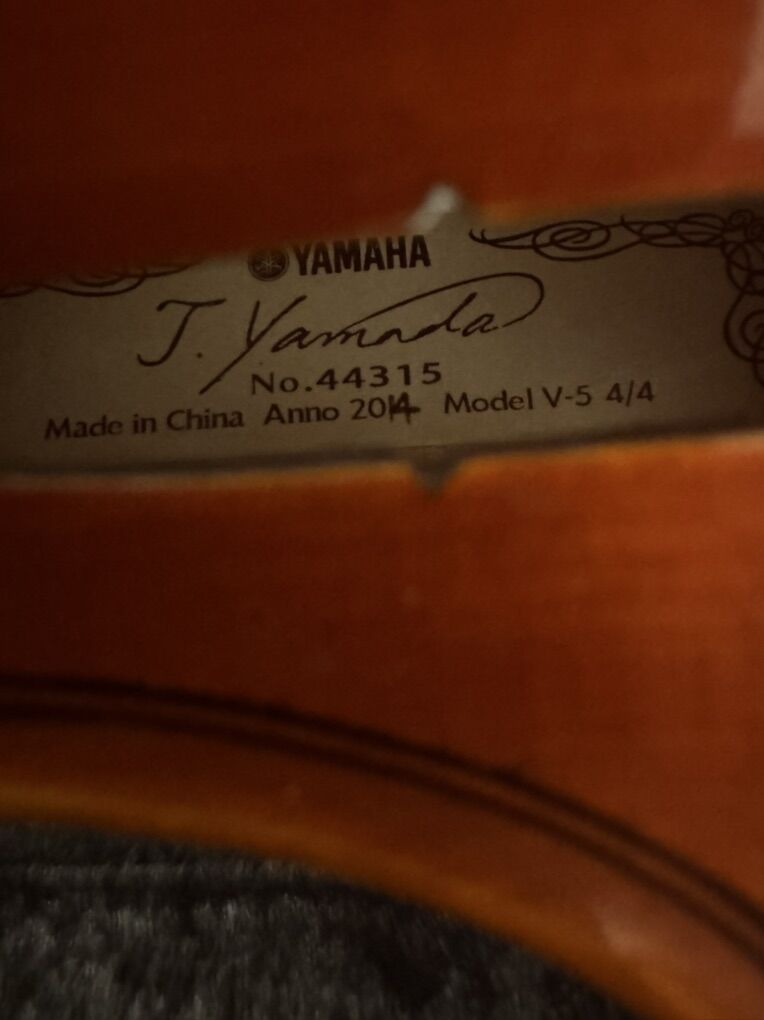 YAMAHA
J. Yamada
No.44315
Made in China Anno 2014 Model V-5 4/4